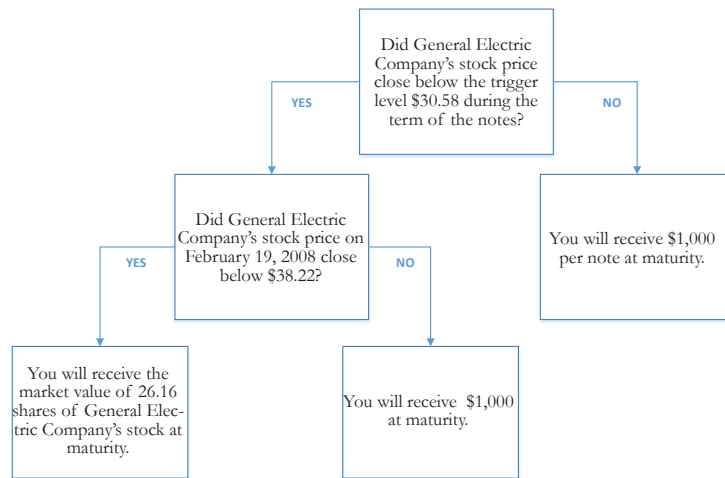 Did General Electric
Company's stock price
close below the trigger
level $30.58 during the
term of the notes?
YES
NO
Did General Electric
Company's stock price on
February 19, 2008 close
below $38.22?
You will receive $1,000
per note at maturity.
YES
NO
You will receive the
market value of 26.16
shares of General Elec-
tric Company's stock at
maturity.
You will receive $1,000
at maturity.